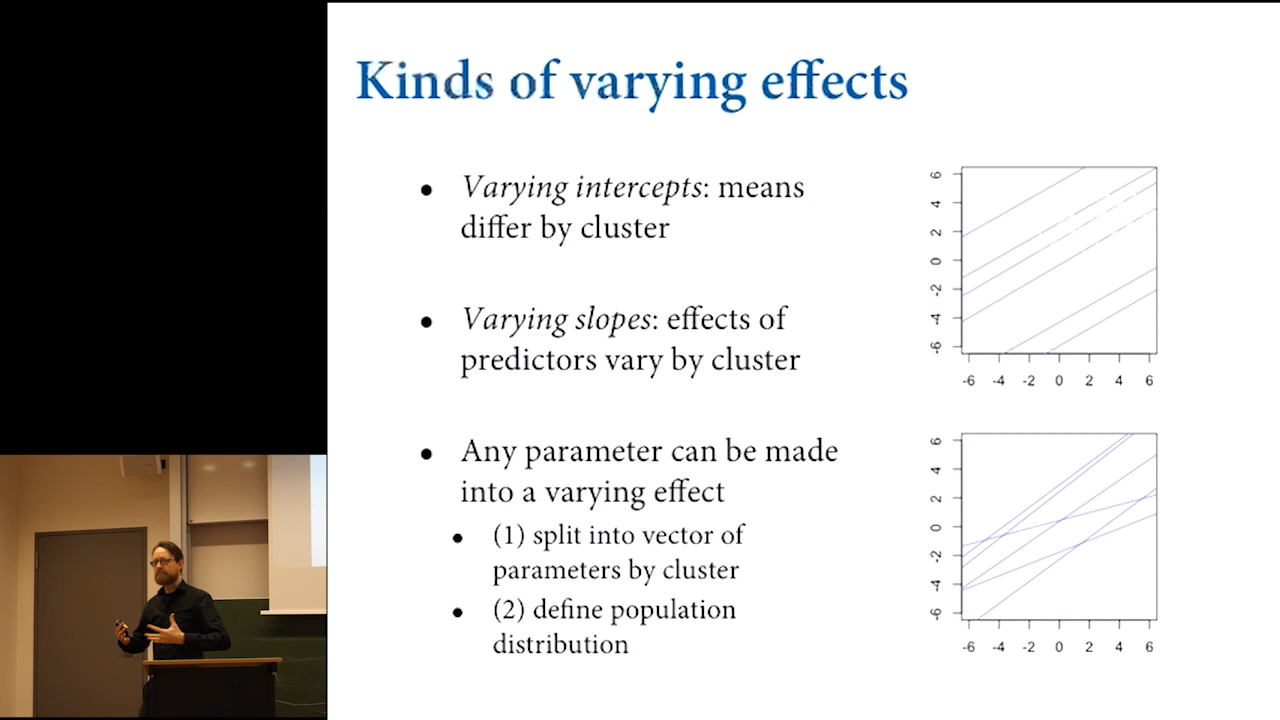 Kinds of varying effects
• Varying intercepts: means
differ by cluster
• Varying slopes: effects of
predictors vary by cluster
• Any parameter can be made
into a varying effect
• (1) split into vector of
parameters by cluster
• (2) define population
distribution
6
4
2
0
-2
-4
-6
-6 -4 -2 0 2 4 6
6
4
2
0
-2
-4
-6
-6 -4 -2 0 2 4 6